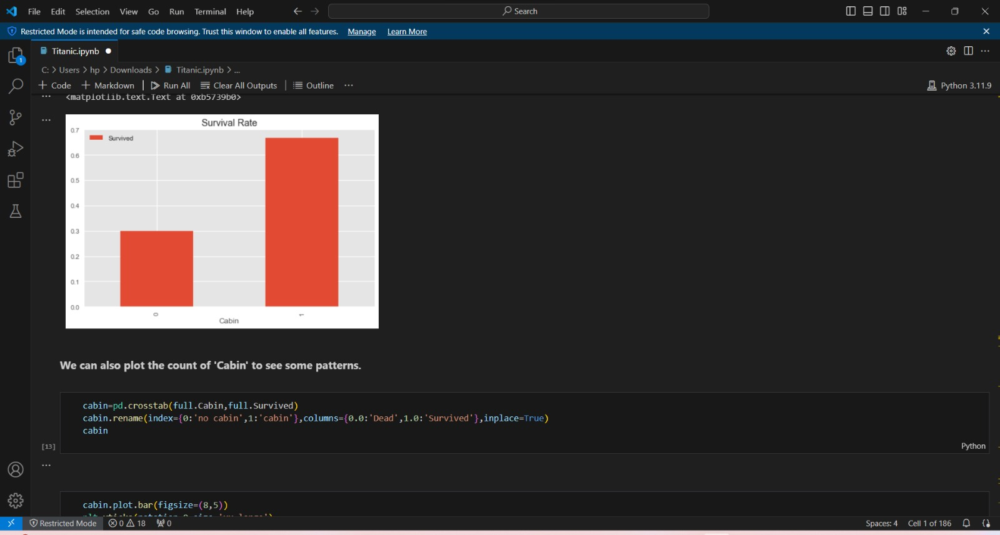 File Edit Selection View Go Run Terminal Help
Search
Restricted Mode is intended for safe code browsing. Trust this window to enable all features. Manage Learn More
1
Titanic.ipynb
C: > Users > hp > Downloads > Titanic.ipynb > ...
+ Code + Markdown | Run All Clear All Outputs | Outline ...
Python 3.11.9
<matplotlib.text.Text at 0xb5739b0>
Survival Rate
Survived
0.7
0.6
0.5
0.4
0.3
0.2
0.1
0.0
0 1
Cabin
We can also plot the count of 'Cabin' to see some patterns.
cabin=pd.crosstab(full.Cabin,full.Survived)
cabin.rename(index={0:'no cabin',1:'cabin'},columns={0.0:'Dead',1.0:'Survived'},inplace=True)
cabin
[13]
Python
cabin.plot.bar(figsize=(8,5))
Restricted Mode 0 18 0
Spaces: 4 Cell 1 of 186